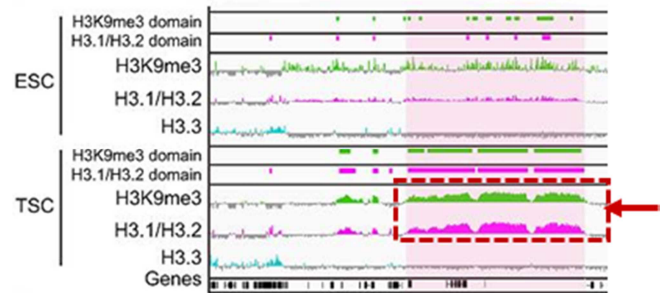 ESC
H3K9me3 domain
H3.1/H3.2 domain
H3K9me3
H3.1/H3.2
H3.3
TSC
H3K9me3 domain
H3.1/H3.2 domain
H3K9me3
H3.1/H3.2
H3.3
Genes